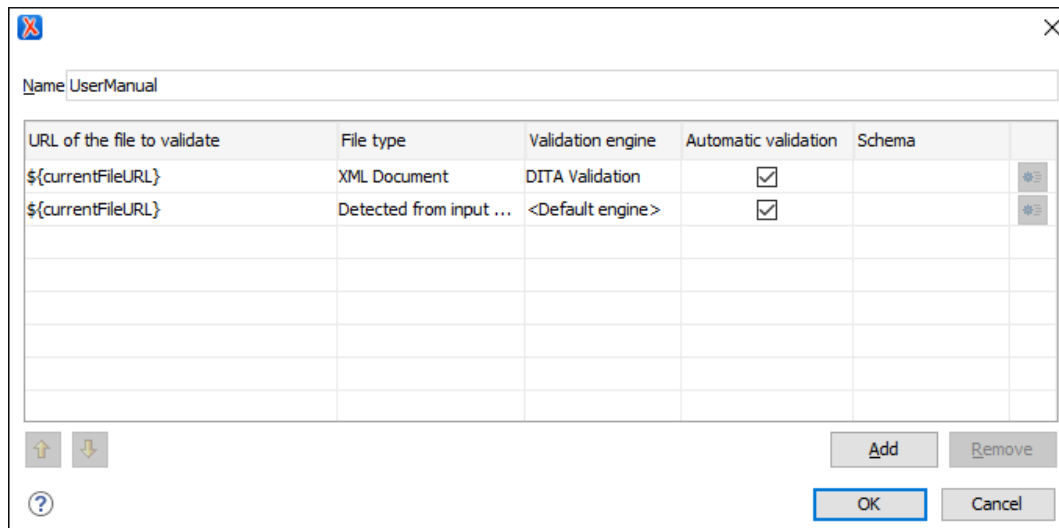 Name UserManual
URL of the file to validate File type Validation engine Automatic validation Schema
${currentFileURL} XML Document DITA Validation
${currentFileURL} Detected from input ... <Default engine>
Add Remove
? OK Cancel